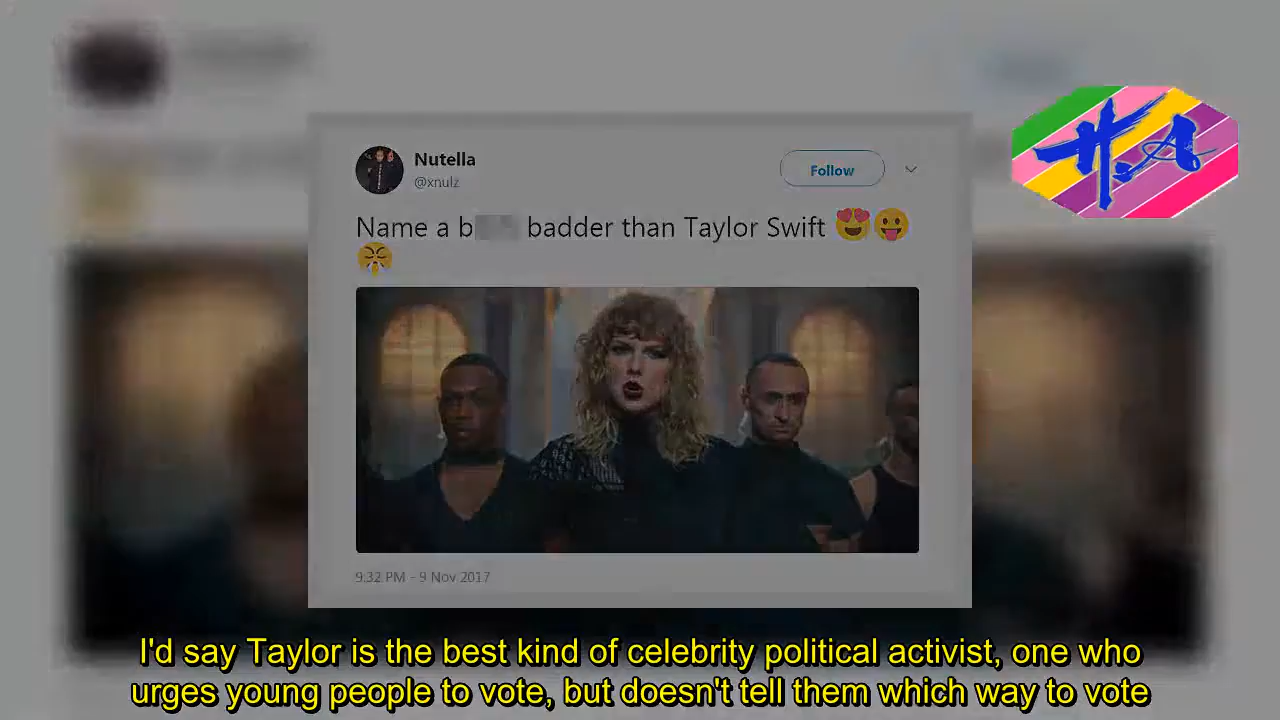 Nutella
@xnulz
Follow
Name a b badder than Taylor Swift 😍😛
😤
9:32 PM - 9 Nov 2017
I'd say Taylor is the best kind of celebrity political activist, one who
urges young people to vote, but doesn't tell them which way to vote